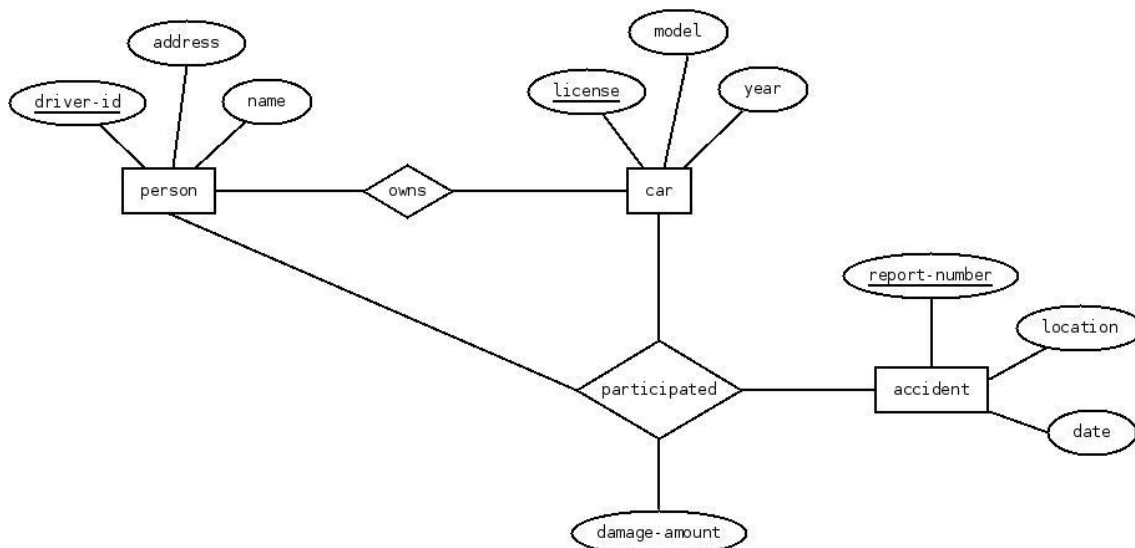 address
driver-id
name
model
license
year
person
owns
car
report-number
location
participated
accident
date
damage-amount